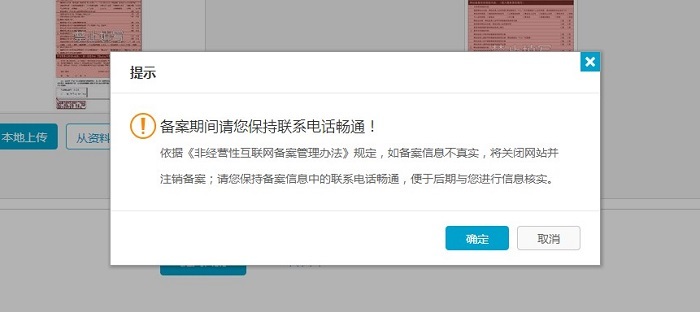 提示
备案期间请您保持联系电话畅通！
依据《非经营性互联网备案管理办法》规定，如备案信息不真实，将关闭网站并
注销备案；请您保持备案信息中的联系电话畅通，便于后期与您进行信息核实。
本地上传
从资料
确定
取消